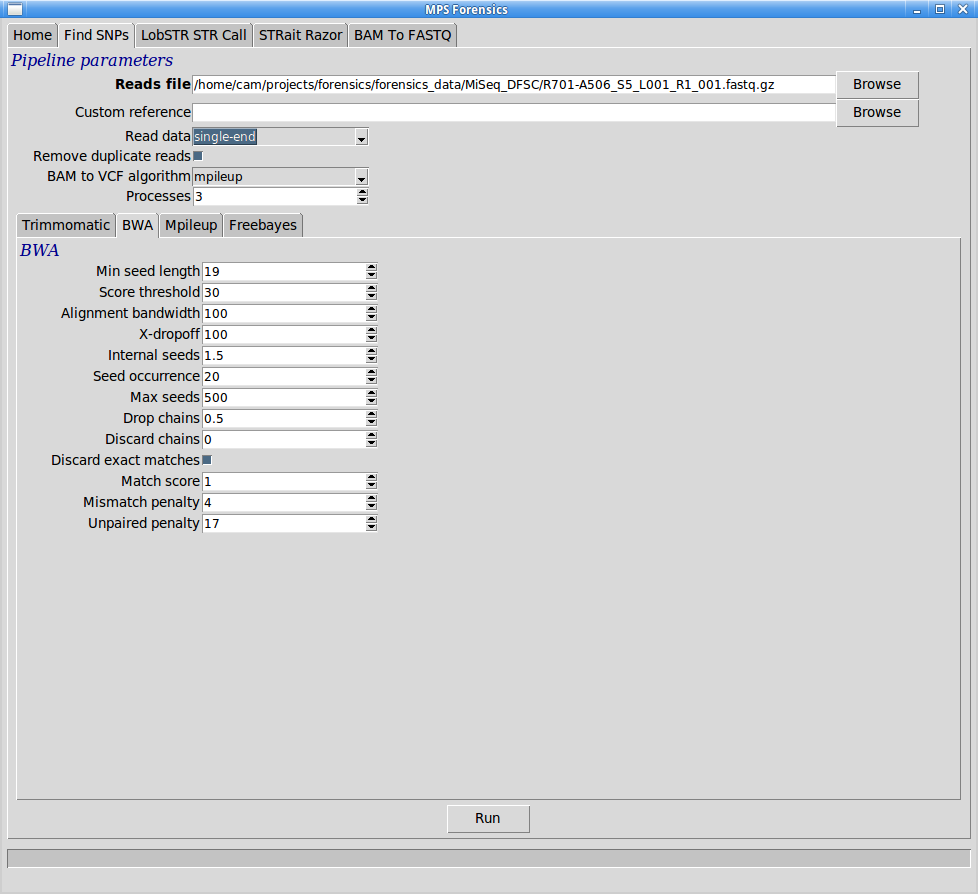 MPS Forensics
Home Find SNPs LobSTR STR Call STRait Razor BAM To FASTQ
Pipeline parameters
Reads file /home/cam/projects/forensics/forensics_data/MiSeq_DFSC/R701-A506_S5_L001_R1_001.fastq.gz Browse
Custom reference Browse
Read data single-end
Remove duplicate reads
BAM to VCF algorithm mpileup
Processes 3
Trimmomatic BWA Mpileup Freebayes
BWA
Min seed length 19
Score threshold 30
Alignment bandwidth 100
X-dropoff 100
Internal seeds 1.5
Seed occurrence 20
Max seeds 500
Drop chains 0.5
Discard chains 0
Discard exact matches
Match score 1
Mismatch penalty 4
Unpaired penalty 17
Run